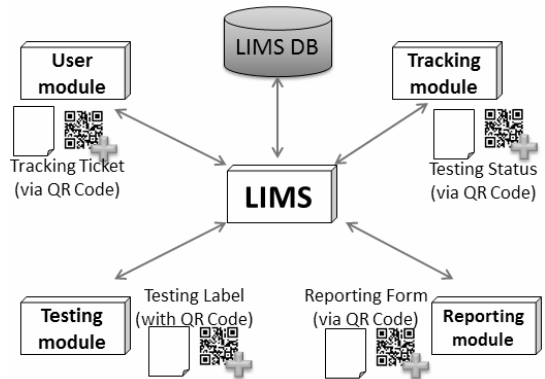 User
module
LIMS DB
Tracking
module
Tracking Ticket
(via QR Code)
Testing Status
(via QR Code)
LIMS
Testing
module
Testing Label
(with QR Code)
Reporting Form
(via QR Code)
Reporting
module